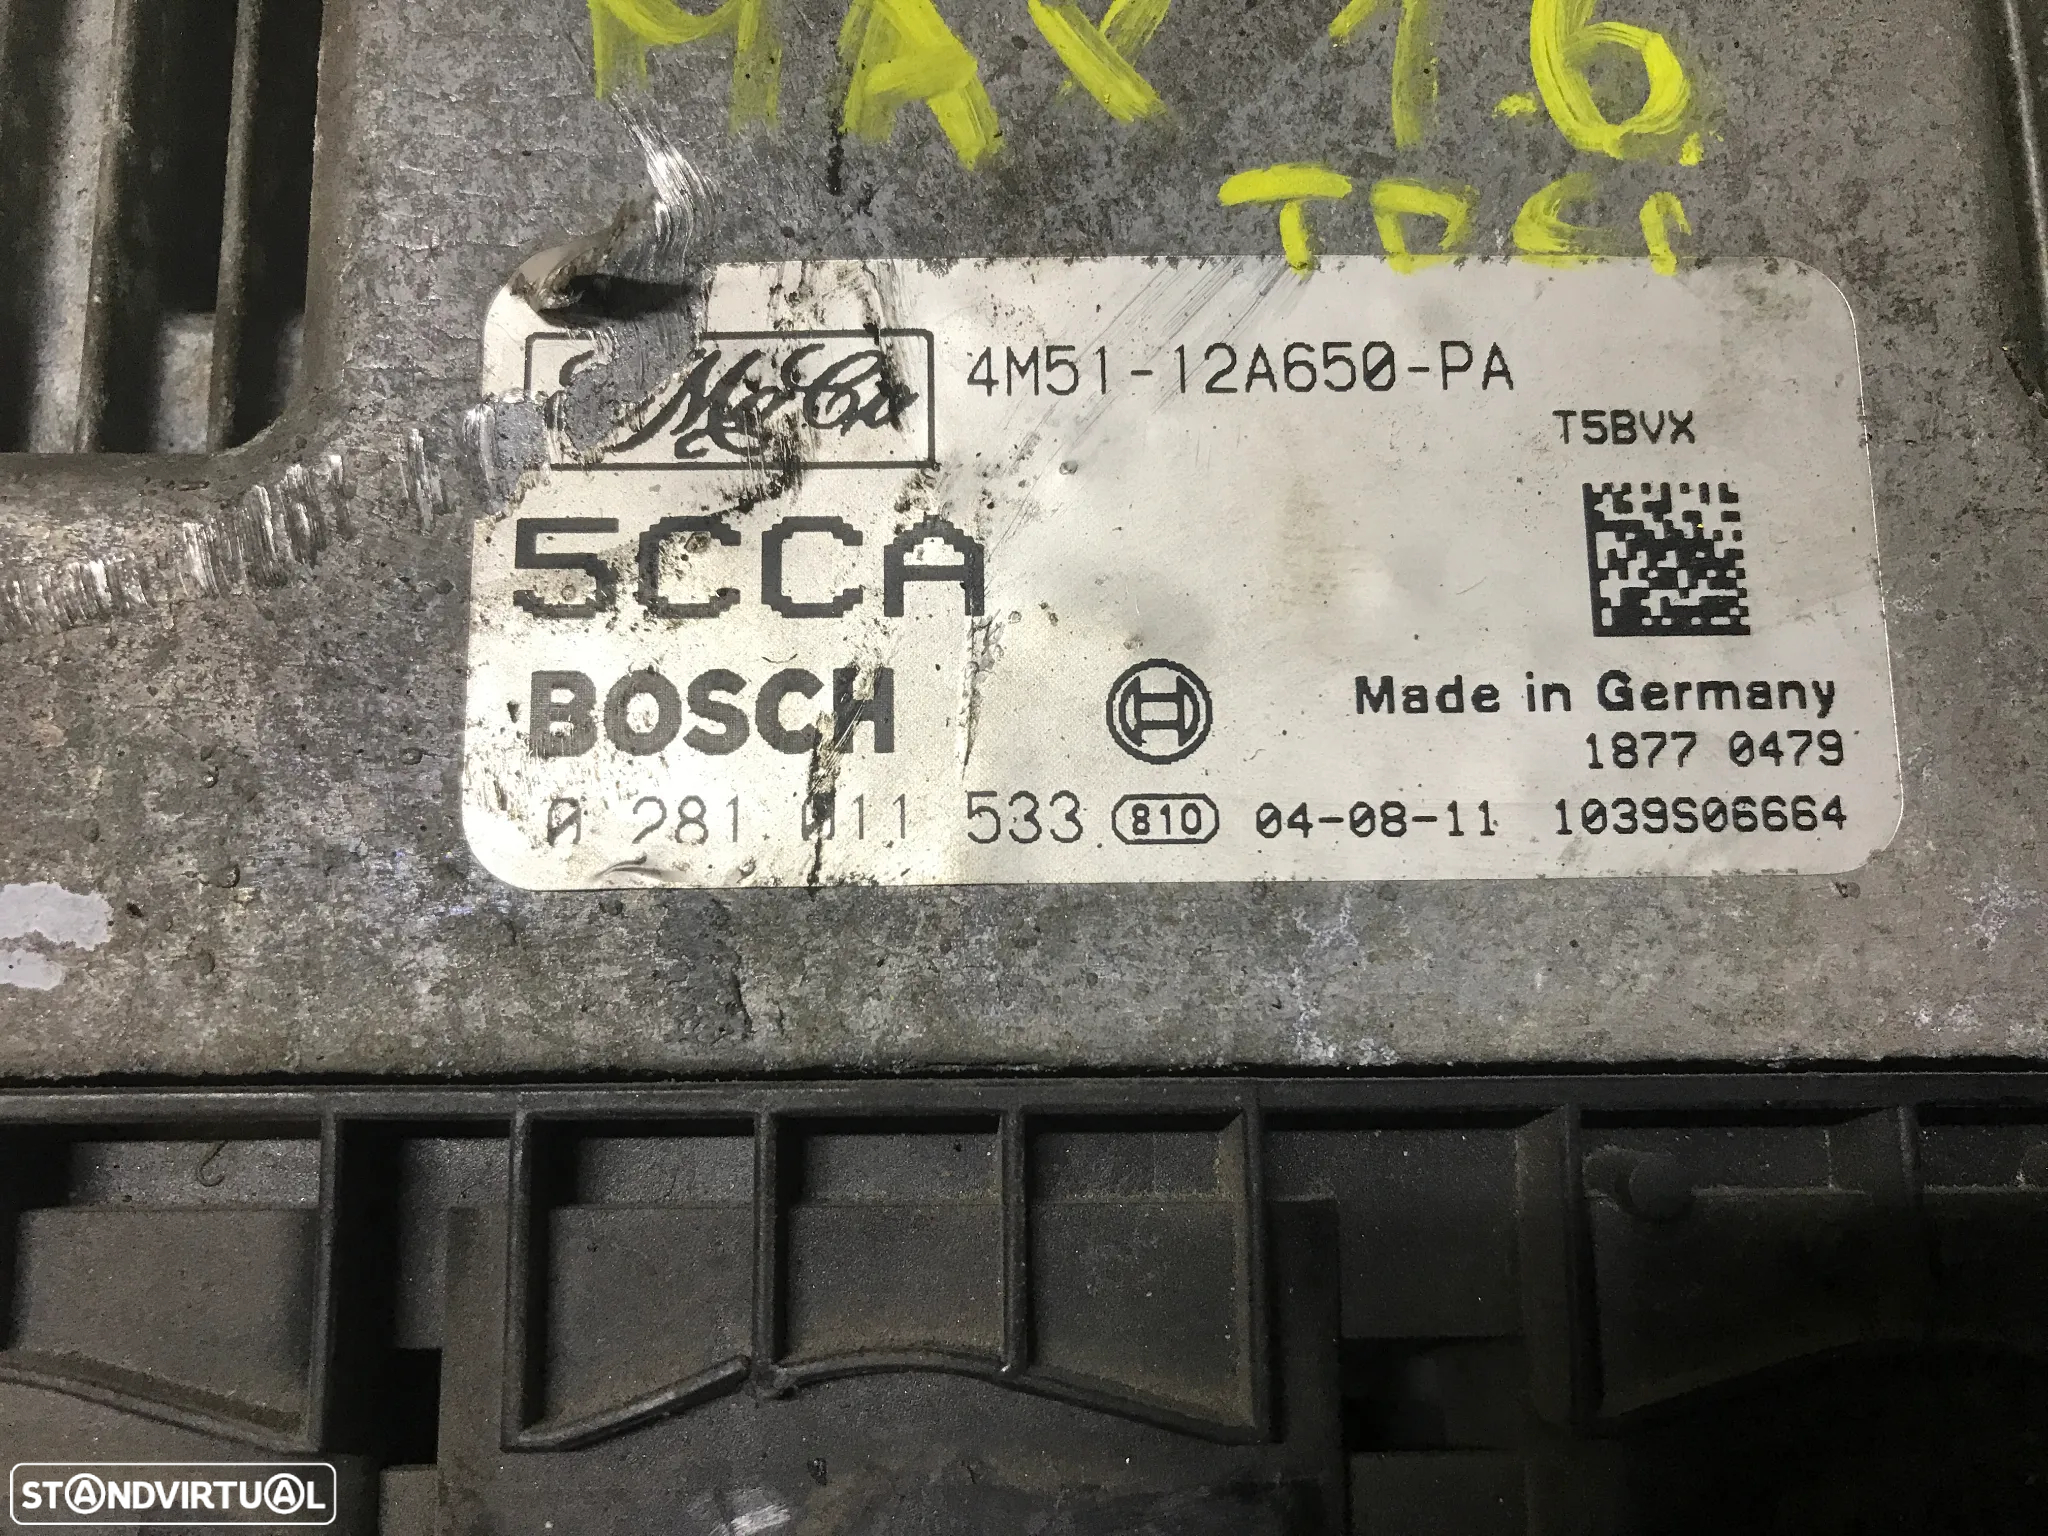 MAX 1.6
TDCi
FoMoCo 4M51-12A650-PA
T5BVX
5CCA
BOSCH
Made in Germany
1877 0479
0 281 011 533 810 04-08-11 1039S06664
STANDVIRTUAL